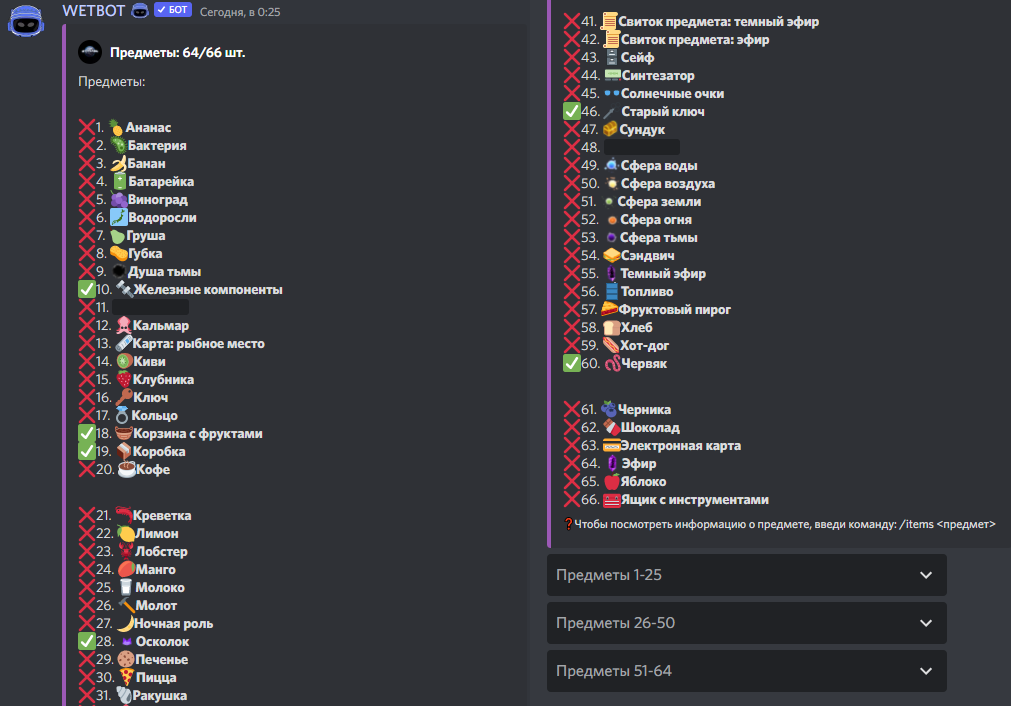 WETBOT ✓ БОТ Сегодня, в 0:25
Предметы: 64/66 шт.
Предметы:
1. Ананас
2. Бактерия
3. Банан
4. Батарейка
5. Виноград
6. Водоросли
7. Груша
8. Губка
9. Душа тьмы
10. Железные компоненты
11.
12. Кальмар
13. Карта: рыбное место
14. Киви
15. Клубника
16. Ключ
17. Кольцо
18. Корзина с фруктами
19. Коробка
20. Кофе
21. Креветка
22. Лимон
23. Лобстер
24. Манго
25. Молоко
26. Молот
27. Ночная роль
28. Осколок
29. Печенье
30. Пицца
31. Ракушка
41. Свиток предмета: темный эфир
42. Свиток предмета: эфир
43. Сейф
44. Синтезатор
45. Солнечные очки
46. Старый ключ
47. Сундук
48.
49. Сфера воды
50. Сфера воздуха
51. Сфера земли
52. Сфера огня
53. Сфера тьмы
54. Сэндвич
55. Темный эфир
56. Топливо
57. Фруктовый пирог
58. Хлеб
59. Хот-дог
60. Червяк
61. Черника
62. Шоколад
63. Электронная карта
64. Эфир
65. Яблоко
66. Ящик с инструментами
❓Чтобы посмотреть информацию о предмете, введи команду: /items <предмет>
Предметы 1-25
Предметы 26-50
Предметы 51-64